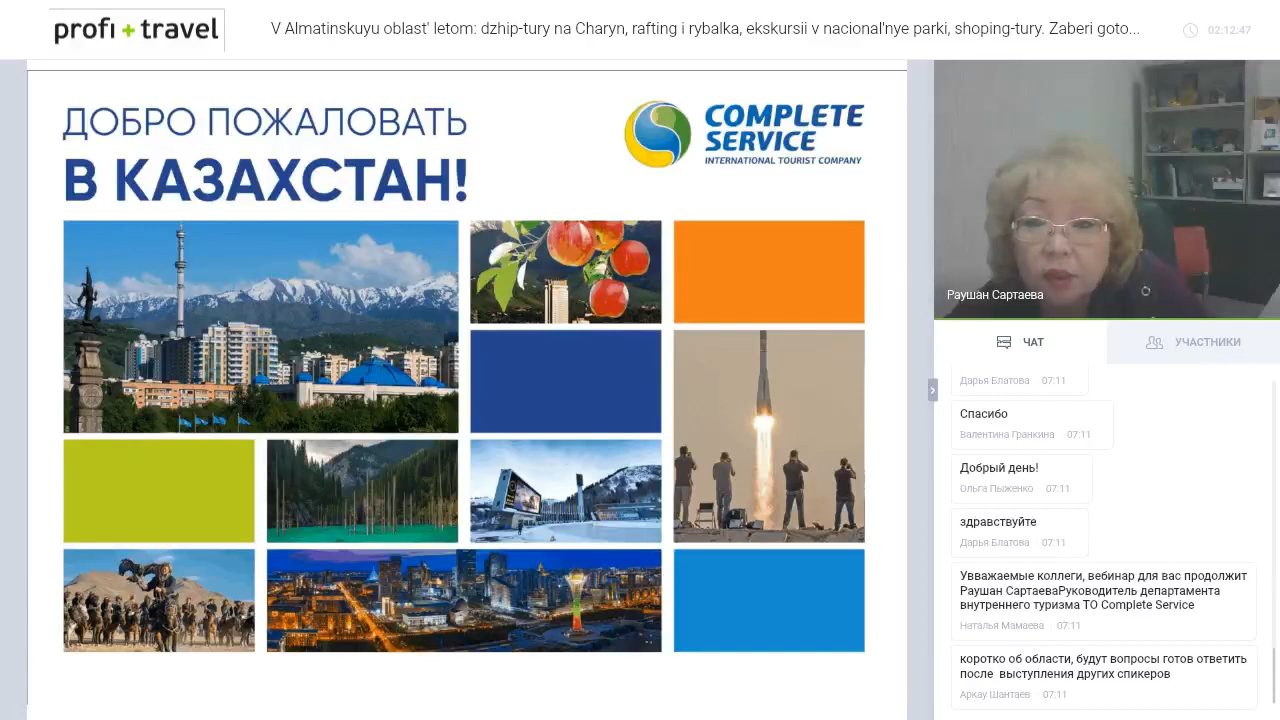 profi + travel
V Almatinskuyu oblast' letom: dzhip-tury na Charyn, rafting i rybalka, ekskursii v nacional'nye parki, shoping-tury. Zaberi goto...
02:12:47
ДОБРО ПОЖАЛОВАТЬ
В КАЗАХСТАН!
COMPLETE
SERVICE
INTERNATIONAL TOURIST COMPANY
Раушан Сартаева
ЧАТ
УЧАСТНИКИ
Дарья Блатова 07:11
Спасибо
Валентина Гранкина 07:11
Добрый день!
Ольга Пыженко 07:11
здравствуйте
Дарья Блатова 07:11
Увважаемые коллеги, вебинар для вас продолжит
Раушан СартаеваРуководитель департамента
внутреннего туризма ТО Complete Service
Наталья Мамаева 07:11
коротко об области, будут вопросы готов ответить
после выступления других спикеров
Аркау Шантаев 07:11